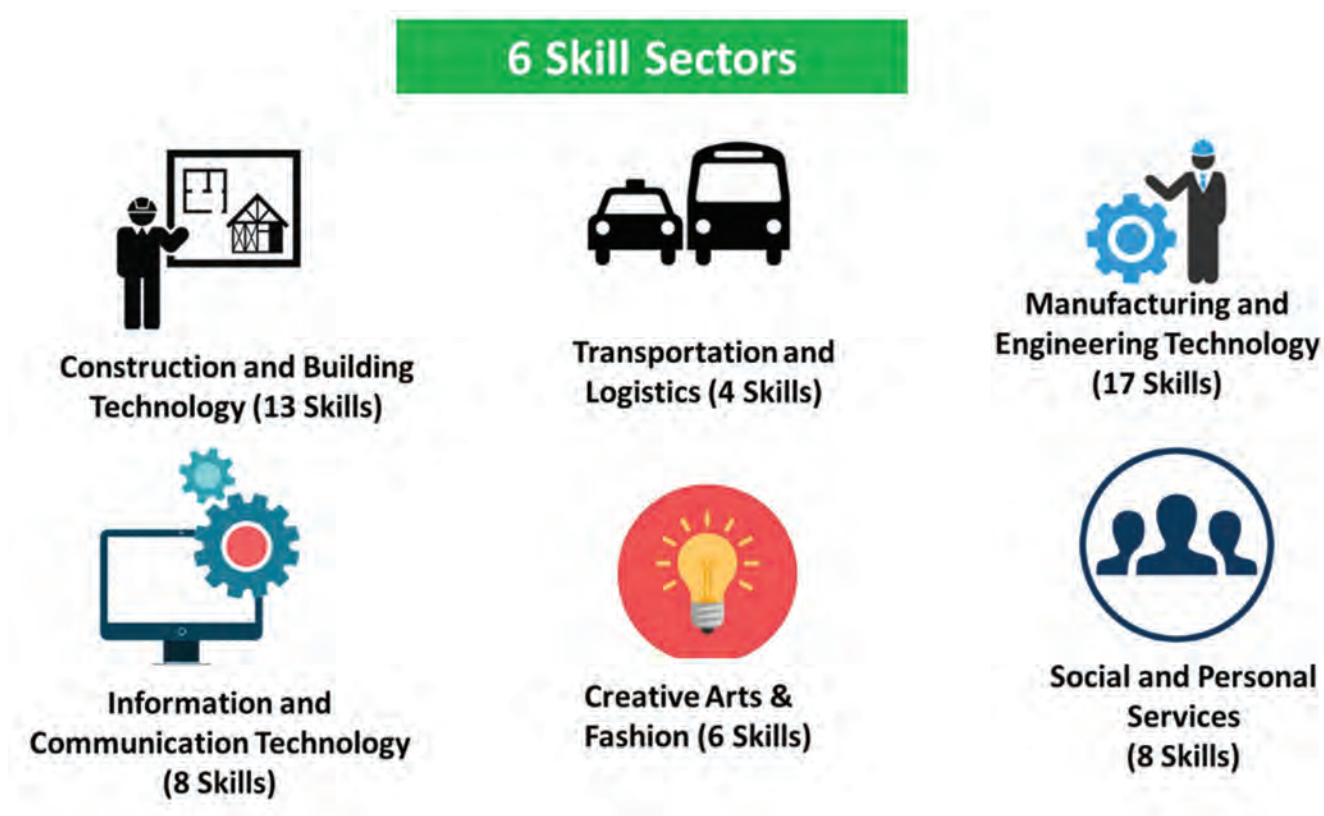 6 Skill Sectors
Construction and Building
Technology (13 Skills)
Transportation and
Logistics (4 Skills)
Manufacturing and
Engineering Technology
(17 Skills)
Information and
Communication Technology
(8 Skills)
Creative Arts &
Fashion (6 Skills)
Social and Personal
Services
(8 Skills)